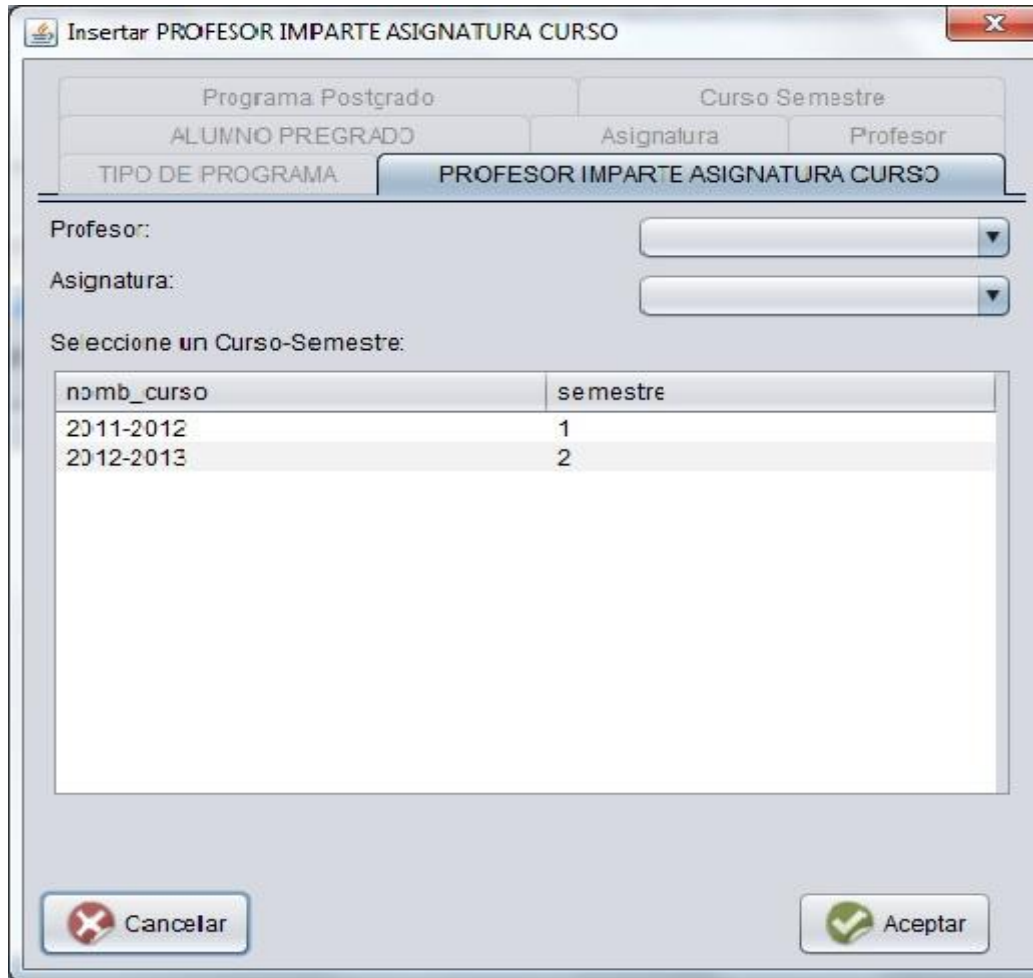 Insertar PROFESOR IMPARTE ASIGNATURA CURSO
Programa Postgrado Curso Semestre
ALUMNO PREGRADO Asignatura Profesor
TIPO DE PROGRAMA PROFESOR IMPARTE ASIGNATURA CURSO
Profesor:
Asignatura:
Seleccione un Curso-Semestre:
nomb_curso semestre
2011-2012 1
2012-2013 2
Cancelar Aceptar